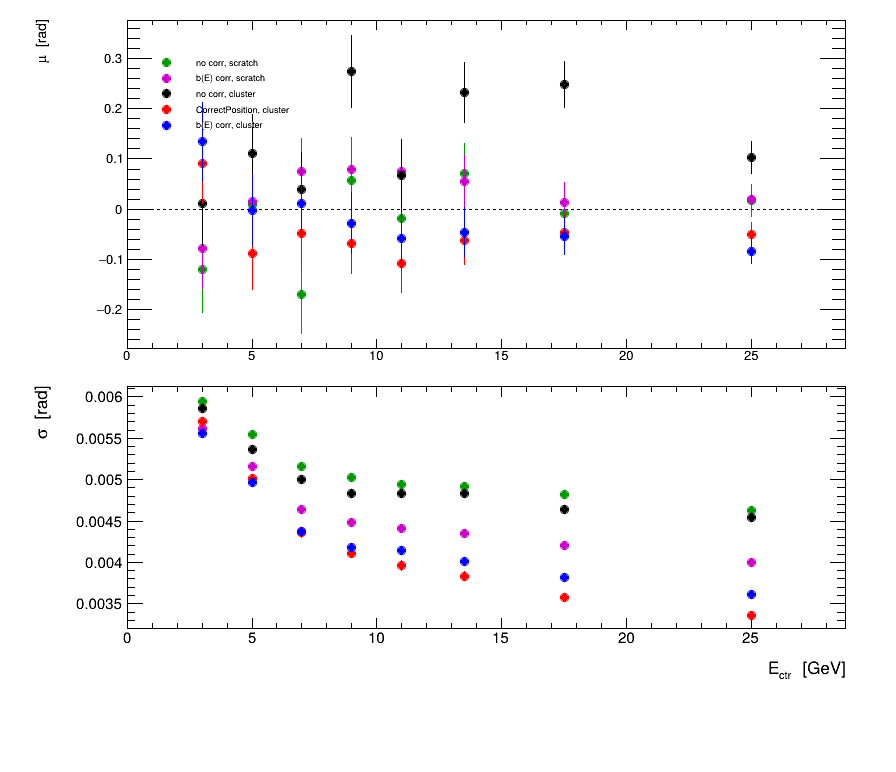 μ [rad]
0.3
0.2
0.1
0
−0.1
−0.2
no corr, scratch
b(E) corr, scratch
no corr, cluster
CorrectPosition, cluster
b(E) corr, cluster
0 5 10 15 20 25
σ [rad]
0.006
0.0055
0.005
0.0045
0.004
0.0035
0 5 10 15 20 25
E_ctr [GeV]